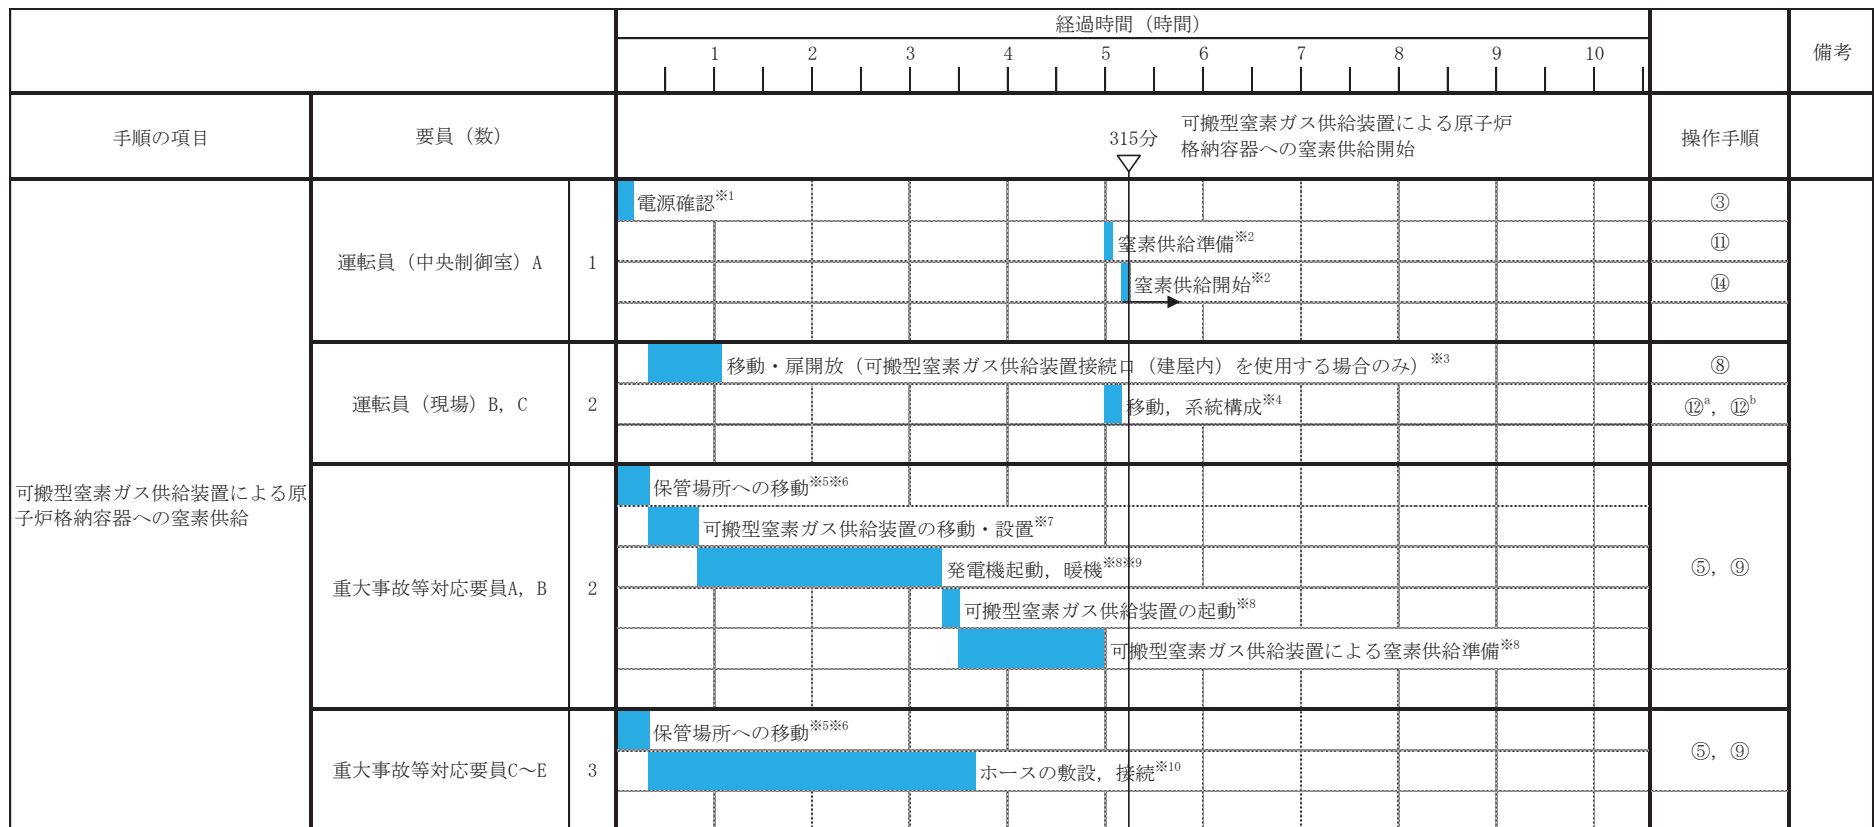 経過時間（時間）
備考
1 2 3 4 5 6 7 8 9 10
手順の項目
要員（数）
315分
可搬型窒素ガス供給装置による原子炉
格納容器への窒素供給開始
操作手順
可搬型窒素ガス供給装置による原
子炉格納容器への窒素供給
運転員（中央制御室）A
1
電源確認※1
③
窒素供給準備※2
⑪
窒素供給開始※2
⑭
運転員（現場）B，C
2
移動・扉開放（可搬型窒素ガス供給装置接続口（建屋内）を使用する場合のみ）※3
⑧
移動，系統構成※4
⑫a，⑫b
重大事故等対応要員A，B
2
保管場所への移動※5※6
可搬型窒素ガス供給装置の移動・設置※7
発電機起動，暖機※8※9
可搬型窒素ガス供給装置の起動※8
可搬型窒素ガス供給装置による窒素供給準備※8
⑤，⑨
重大事故等対応要員C～E
3
保管場所への移動※5※6
ホースの敷設，接続※10
⑤，⑨